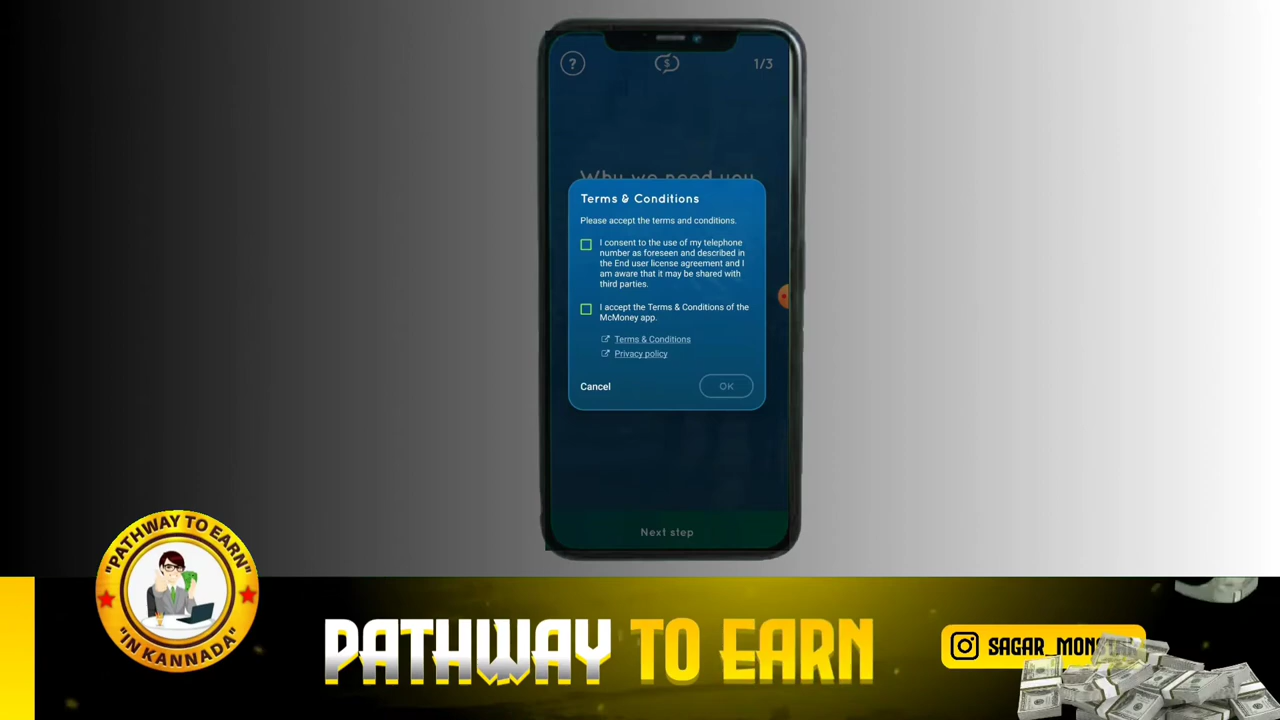 ?
$
1/3
Why we need you
Terms & Conditions
Please accept the terms and conditions.
I consent to the use of my telephone
number as foreseen and described in
the End user license agreement and I
am aware that it may be shared with
third parties.
I accept the Terms & Conditions of the
McMoney app.
Terms & Conditions
Privacy policy
Cancel
OK
Next step
"PATHWAY TO EARN"
"IN KANNADA"
PATHWAY TO EARN